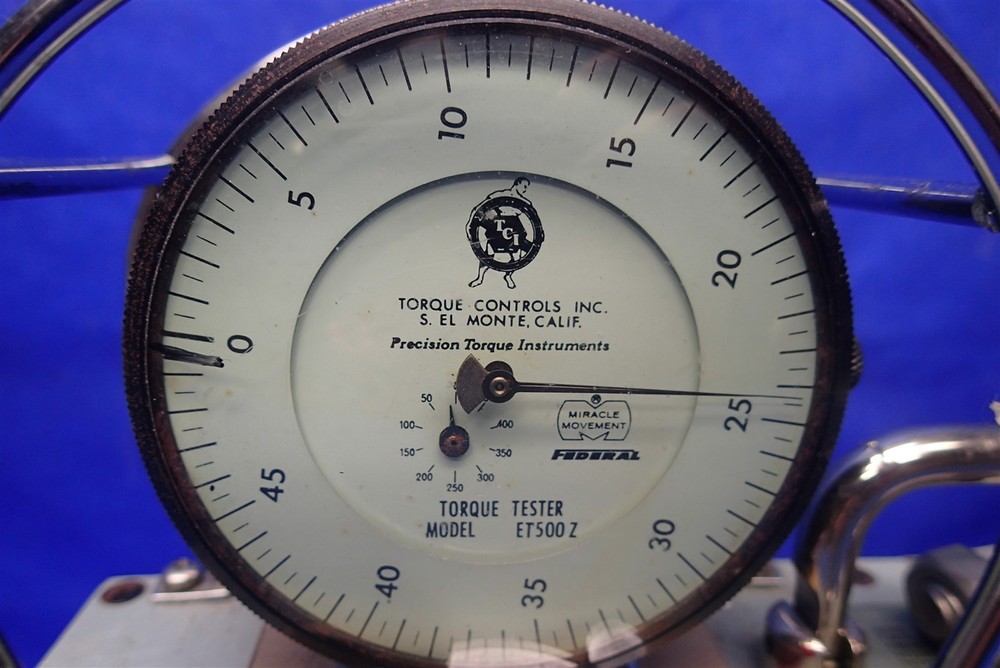 10
15
5
TCI
20
TORQUE CONTROLS INC.
S. EL MONTE, CALIF.
Precision Torque Instruments
0
50
100
400
150
350
200
300
250
MIRACLE
MOVEMENT
FEDERAL
25
45
TORQUE TESTER
MODEL ET500Z
30
40
35